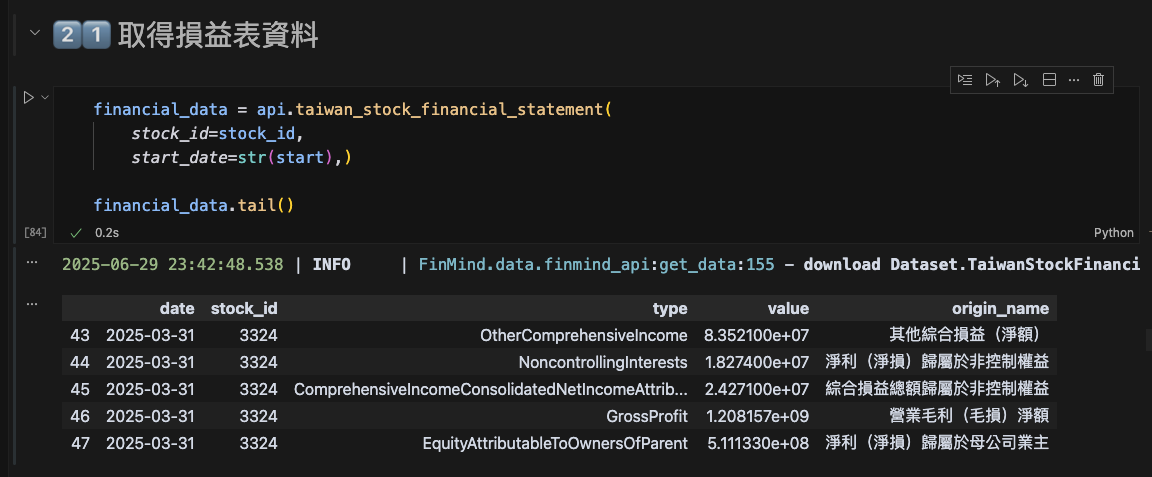 21 取得損益表資料
financial_data = api.taiwan_stock_financial_statement(
stock_id=stock_id,
start_date=str(start),)
financial_data.tail()
[84] ✓ 0.2s Python
2025-06-29 23:42:48.538 | INFO | FinMind.data.finmind_api:get_data:155 - download Dataset.TaiwanStockFinanci
date stock_id type value origin_name
43 2025-03-31 3324 OtherComprehensiveIncome 8.352100e+07 其他綜合損益（淨額）
44 2025-03-31 3324 NoncontrollingInterests 1.827400e+07 淨利（淨損）歸屬於非控制權益
45 2025-03-31 3324 ComprehensiveIncomeConsolidatedNetIncomeAttrib... 2.427100e+07 綜合損益總額歸屬於非控制權益
46 2025-03-31 3324 GrossProfit 1.208157e+09 營業毛利（毛損）淨額
47 2025-03-31 3324 EquityAttributableToOwnersOfParent 5.111330e+08 淨利（淨損）歸屬於母公司業主